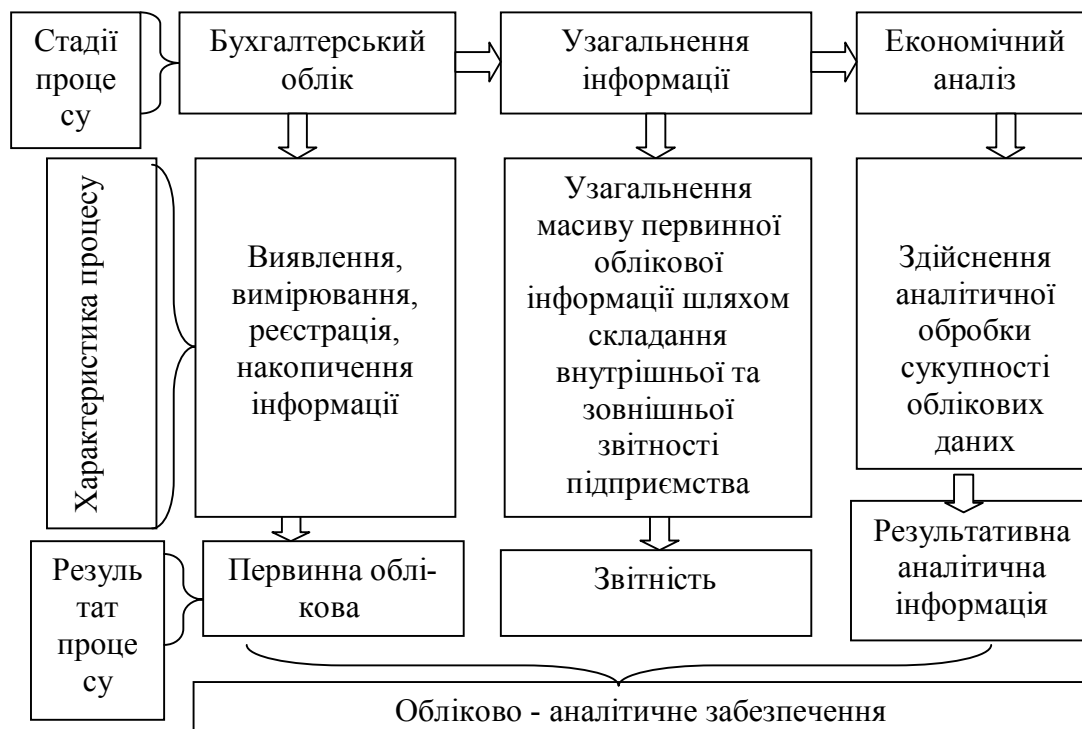 Стадії
проце
су
Бухгалтерський
облік
Узагальнення
інформації
Економічний
аналіз
Характеристика процесу
Виявлення,
вимірювання,
реєстрація,
накопичення
інформації
Узагальнення
масиву первинної
облікової
інформації шляхом
складання
внутрішньої та
зовнішньої
звітності
підприємства
Здійснення
аналітичної
обробки
сукупності
облікових
даних
Резуль
тат
проце
су
Первинна облі-
кова
Звітність
Результативна
аналітична
інформація
Обліково - аналітичне забезпечення